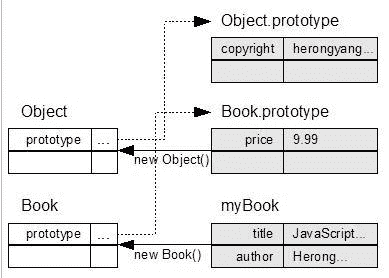 Object.prototype
copyright herongyang...
Object
Book.prototype
prototype ...
price 9.99
new Object()
Book
myBook
prototype ...
title JavaScript...
new Book()
author Herong...